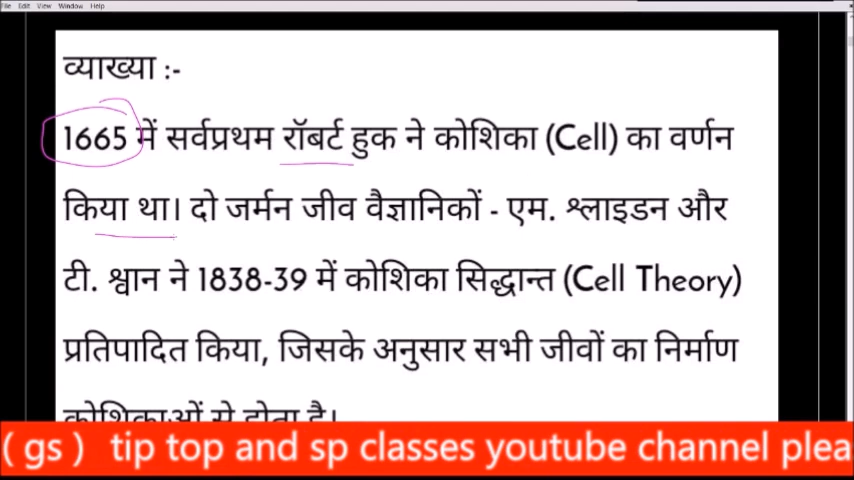 File Edit View Window Help
व्याख्या :-
1665 में सर्वप्रथम रॉबर्ट हुक ने कोशिका (Cell) का वर्णन
किया था। दो जर्मन जीव वैज्ञानिकों - एम. श्लाइडन और
टी. श्वान ने 1838-39 में कोशिका सिद्धान्त (Cell Theory)
प्रतिपादित किया, जिसके अनुसार सभी जीवों का निर्माण
कोशिकाओं से होता है।
( gs ) tip top and sp classes youtube channel plea